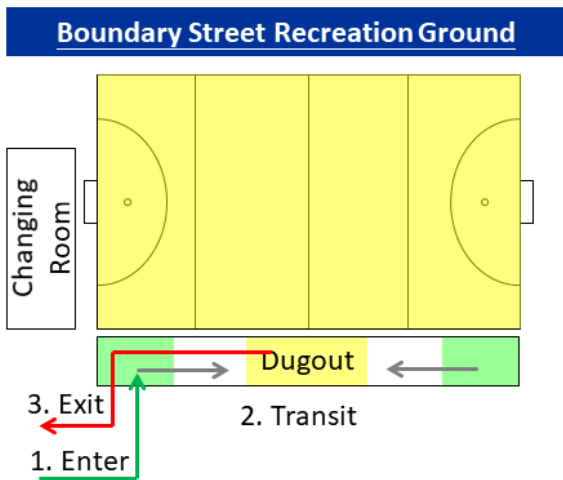 Boundary Street Recreation Ground
Changing
Room
Dugout
3. Exit
2. Transit
1. Enter